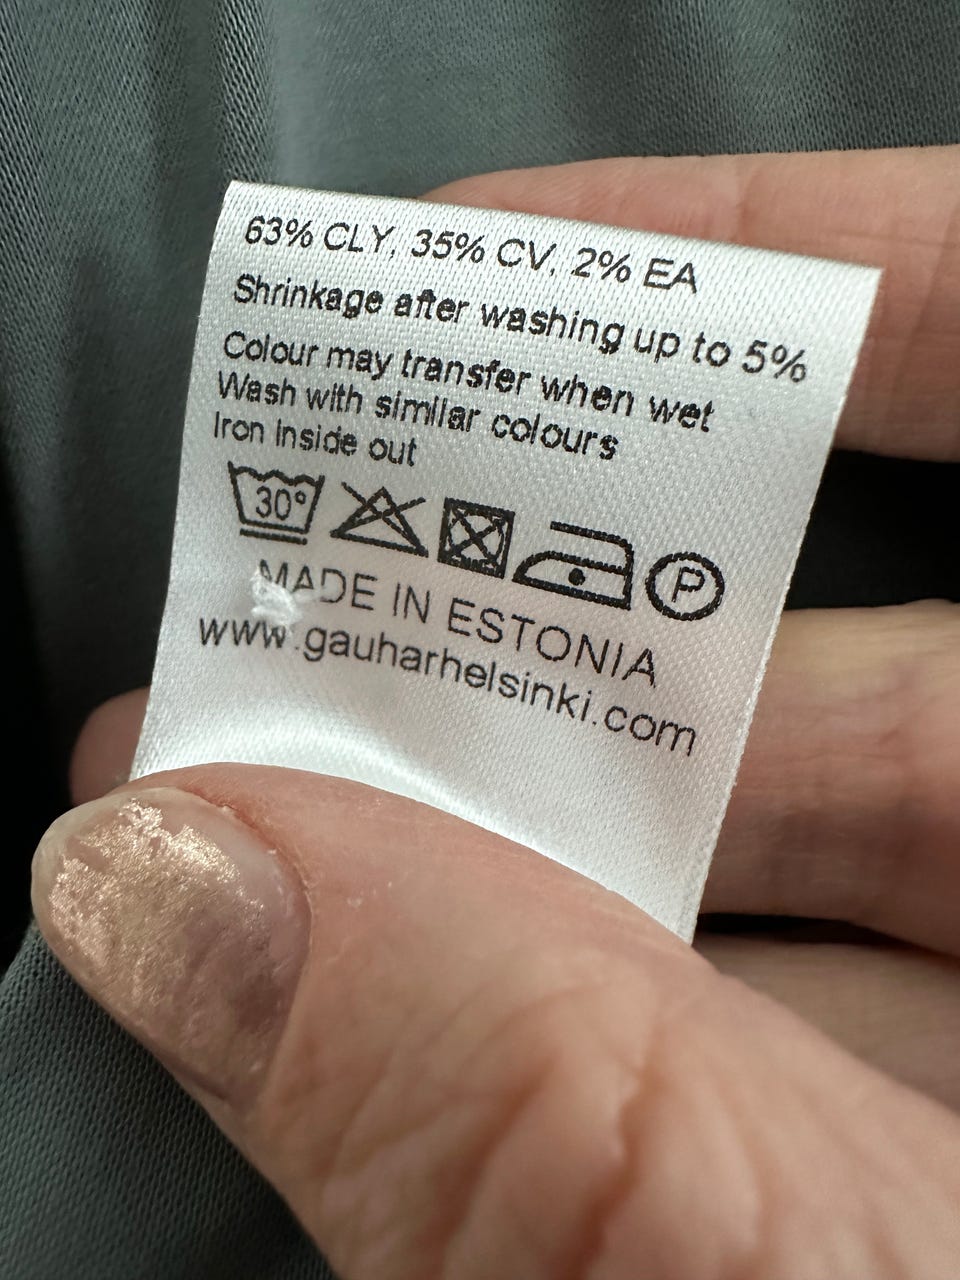 63% CLY, 35% CV, 2% EA
Shrinkage after washing up to 5%
Colour may transfer when wet
Wash with similar colours
Iron inside out
30° P
MADE IN ESTONIA
www.gauharhelsinki.com